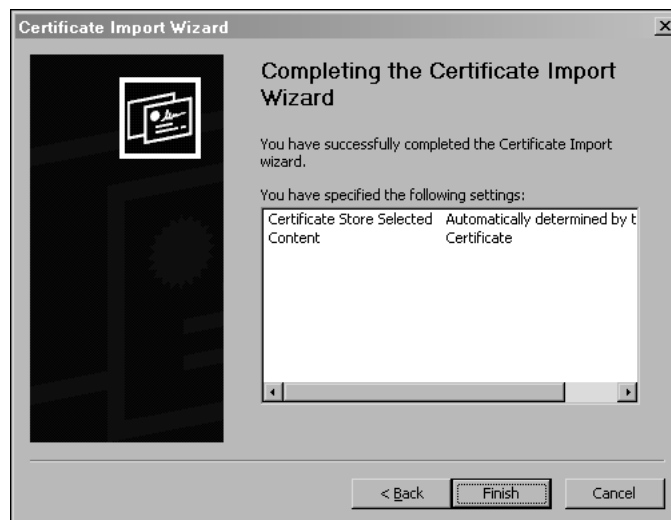 Certificate Import Wizard
Completing the Certificate Import
Wizard
You have successfully completed the Certificate Import
wizard.
You have specified the following settings:
Certificate Store Selected Automatically determined by t
Content Certificate
< Back Finish Cancel